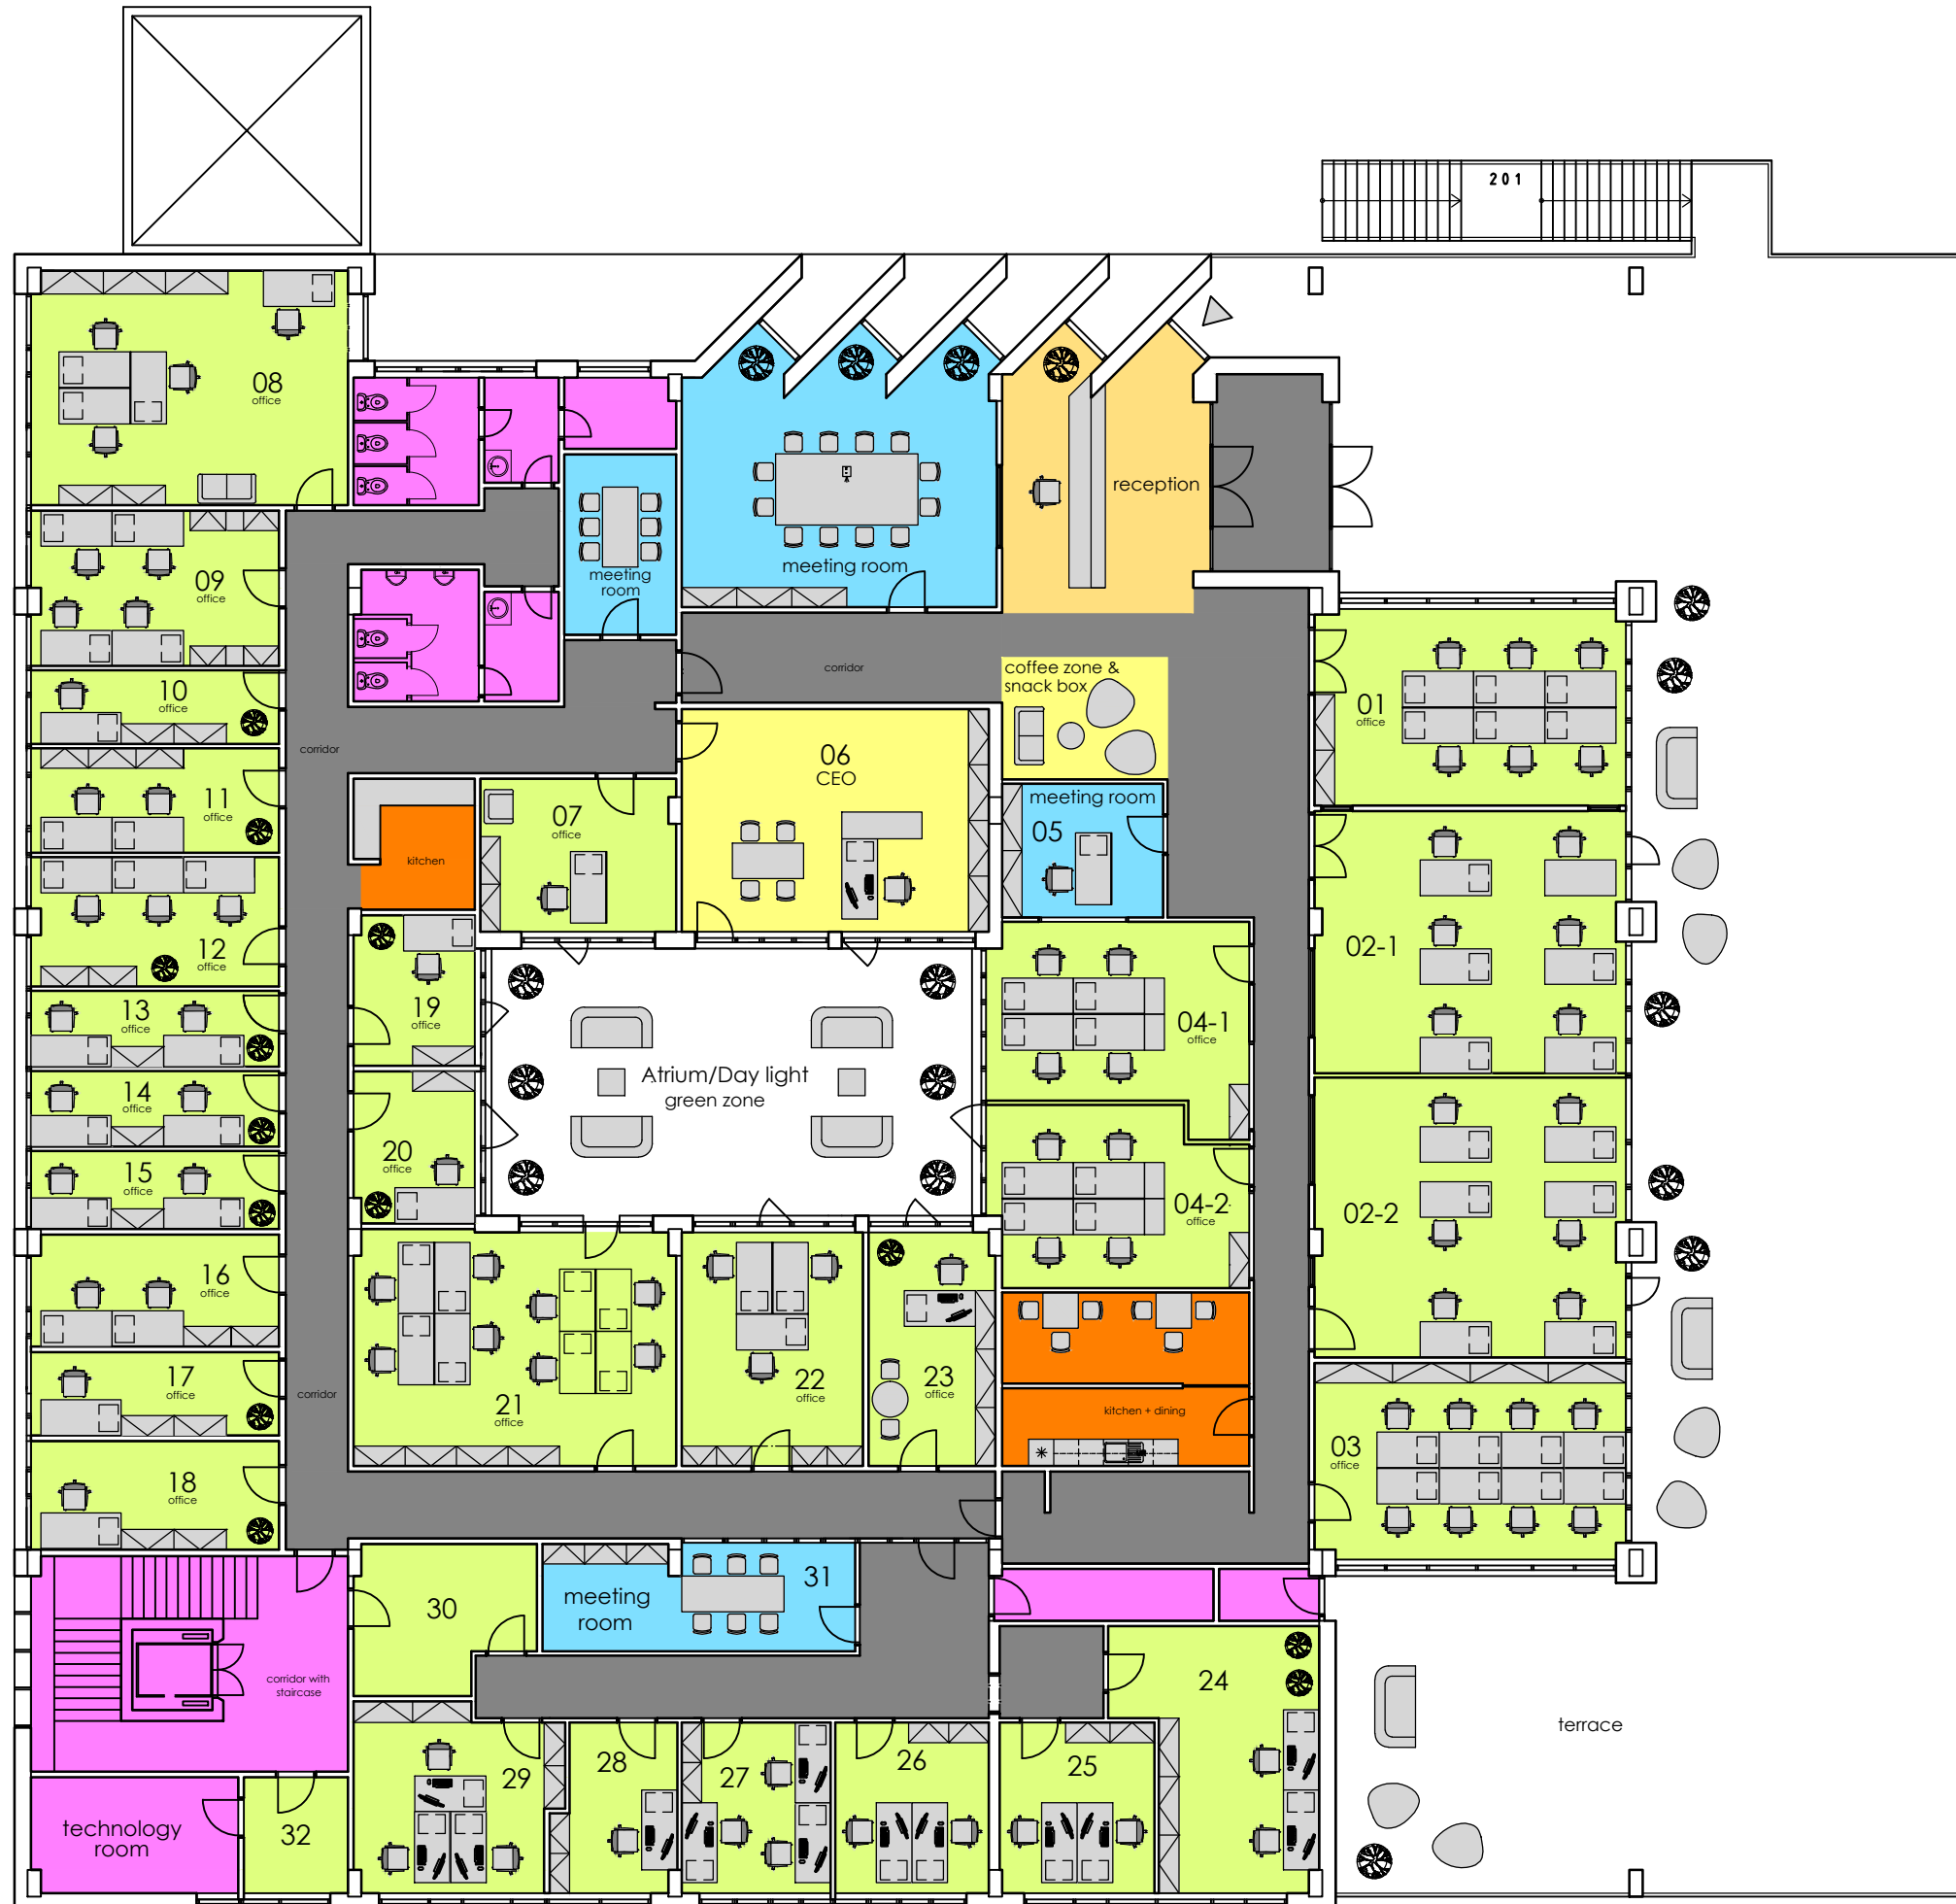 201
08
office
reception
meeting room
meeting
room
09
office
corridor
coffee zone &
snack box
10
office
01
office
corridor
06
CEO
11
office
07
office
meeting room
05
kitchen
12
office
02-1
13
office
19
office
04-1
office
Atrium/Day light
green zone
14
office
20
office
15
office
04-2
office
02-2
16
office
17
office
corridor
21
office
22
office
23
office
kitchen + dining
03
office
18
office
30
meeting
room
31
corridor with
staircase
24
terrace
29
28
27
26
25
technology
room
32